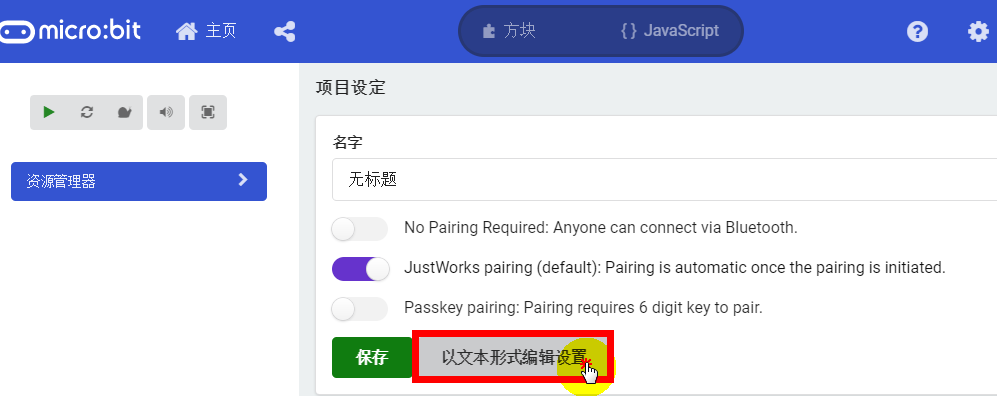 micro:bit 主页 方块 {} JavaScript
项目设定
名字
资源管理器
无标题
No Pairing Required: Anyone can connect via Bluetooth.
JustWorks pairing (default): Pairing is automatic once the pairing is initiated.
Passkey pairing: Pairing requires 6 digit key to pair.
保存 以文本形式编辑设置